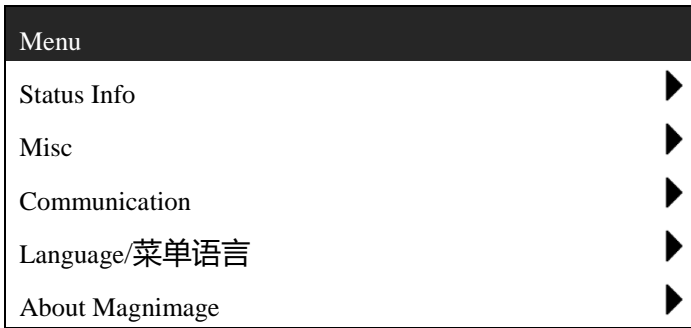 Menu
Status Info
Misc
Communication
Language/菜单语言
About Magnimage